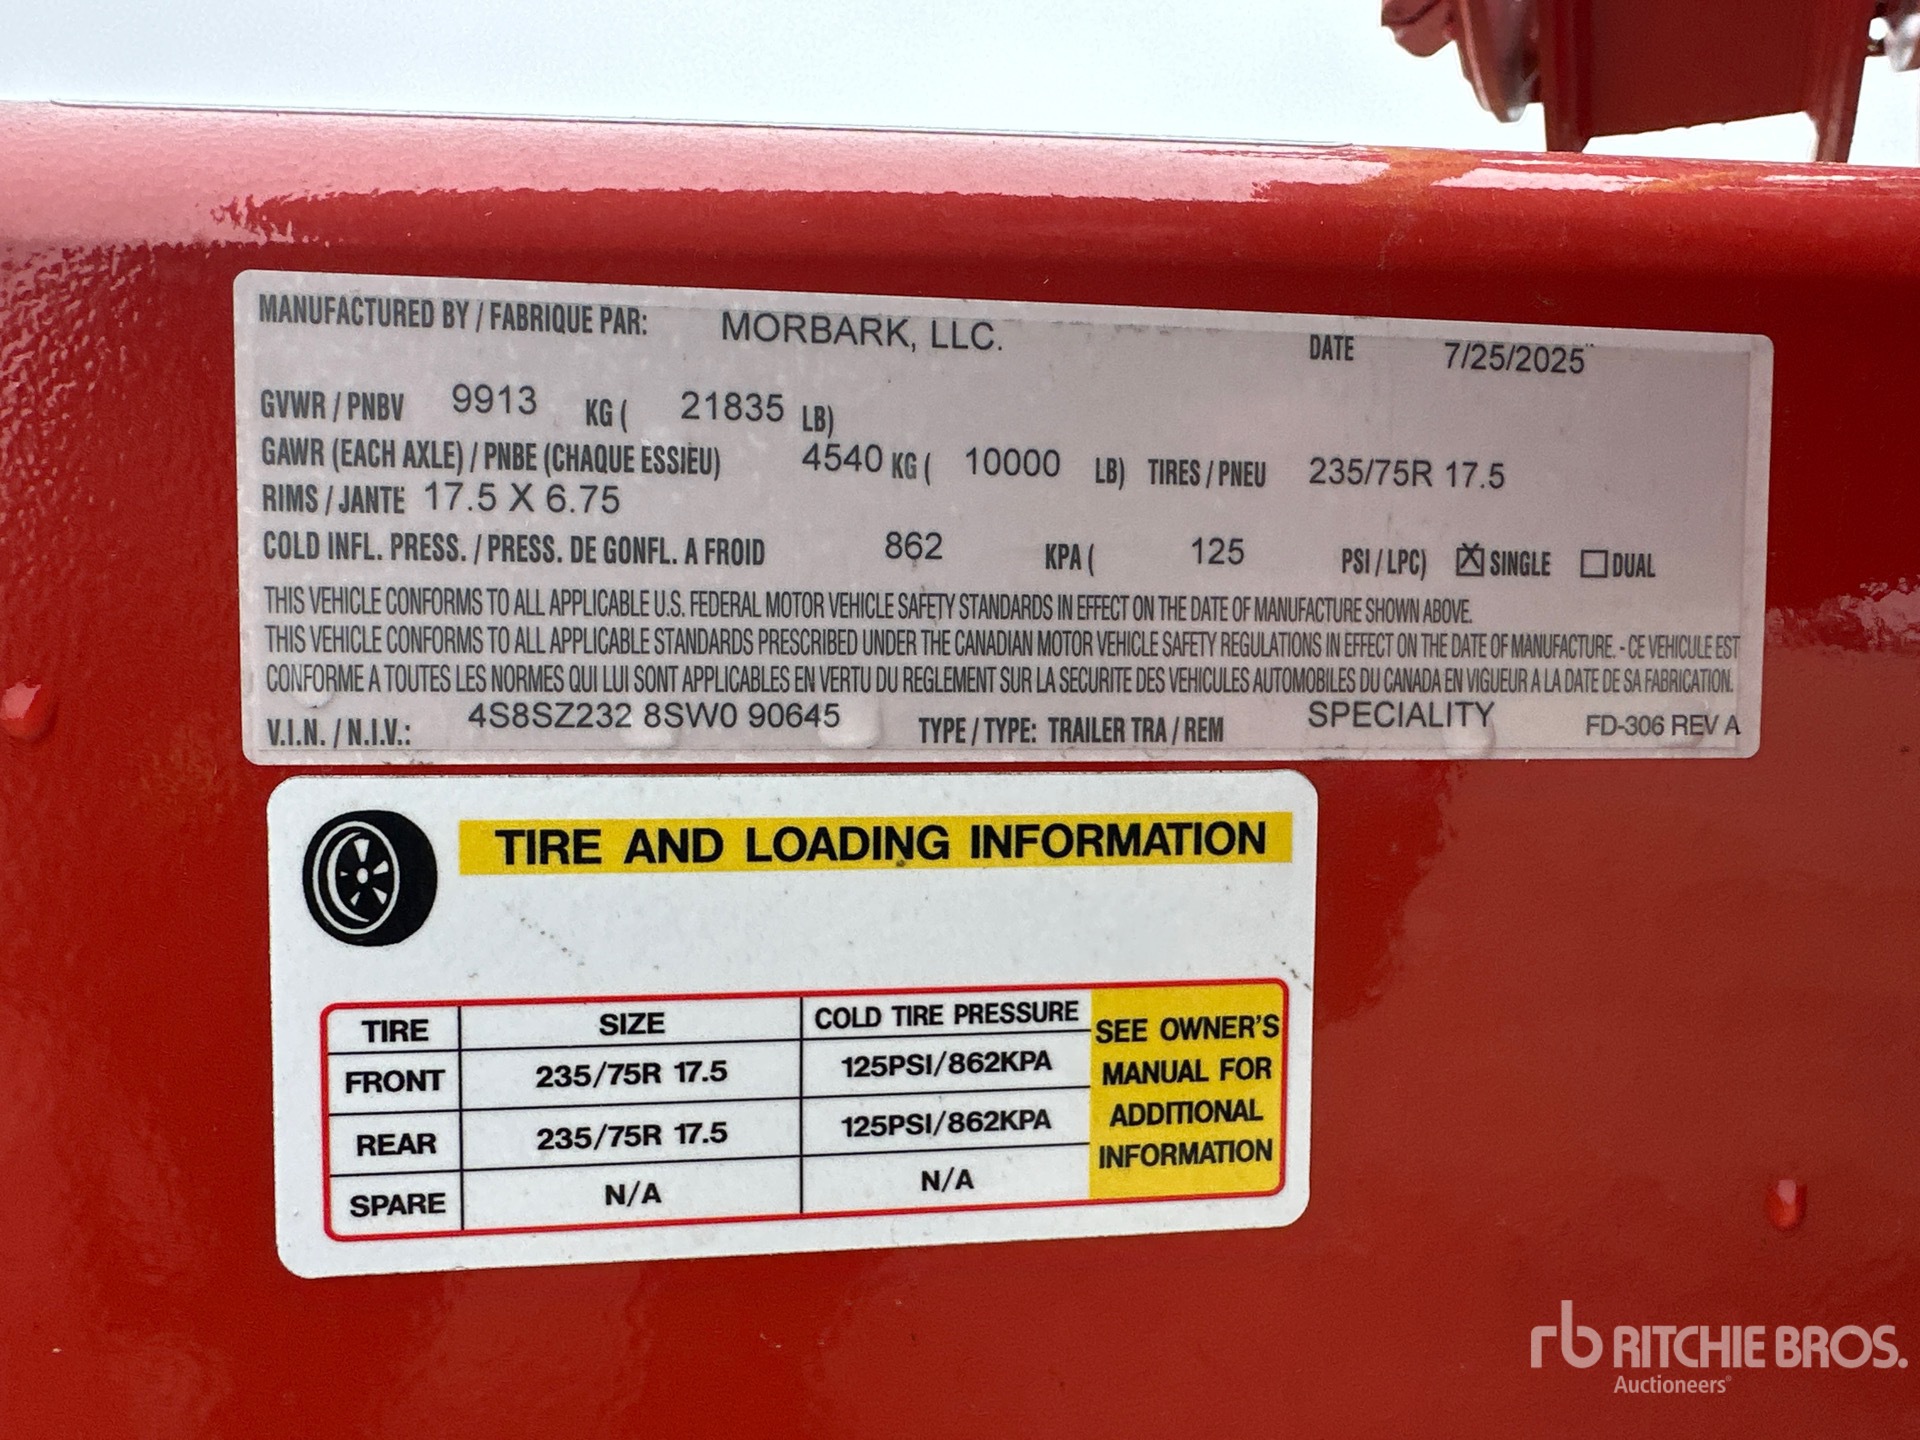 MANUFACTURED BY / FABRIQUE PAR: MORBARK, LLC. DATE 7/25/2025
GVWR / PNBV 9913 KG ( 21835 LB)
GAWR (EACH AXLE) / PNBE (CHAQUE ESSIEU) 4540 KG ( 10000 LB) TIRES / PNEU 235/75R 17.5
RIMS / JANTE 17.5 X 6.75
COLD INFL. PRESS. / PRESS. DE GONFL. A FROID 862 KPA ( 125 PSI / LPC) ☒ SINGLE ☐ DUAL
THIS VEHICLE CONFORMS TO ALL APPLICABLE U.S. FEDERAL MOTOR VEHICLE SAFETY STANDARDS IN EFFECT ON THE DATE OF MANUFACTURE SHOWN ABOVE.
THIS VEHICLE CONFORMS TO ALL APPLICABLE STANDARDS PRESCRIBED UNDER THE CANADIAN MOTOR VEHICLE SAFETY REGULATIONS IN EFFECT ON THE DATE OF MANUFACTURE. - CE VEHICULE EST
CONFORME A TOUTES LES NORMES QUI LUI SONT APPLICABLES EN VERTU DU REGLEMENT SUR LA SECURITE DES VEHICULES AUTOMOBILES DU CANADA EN VIGUEUR A LA DATE DE SA FABRICATION.
V.I.N. / N.I.V.: 4S8SZ232 8SW0 90645 TYPE / TYPE: TRAILER TRA / REM SPECIALITY FD-306 REV A
TIRE AND LOADING INFORMATION
TIRE SIZE COLD TIRE PRESSURE
FRONT 235/75R 17.5 125PSI/862KPA
REAR 235/75R 17.5 125PSI/862KPA
SPARE N/A N/A
SEE OWNER'S
MANUAL FOR
ADDITIONAL
INFORMATION
rb RITCHIE BROS.
Auctioneers